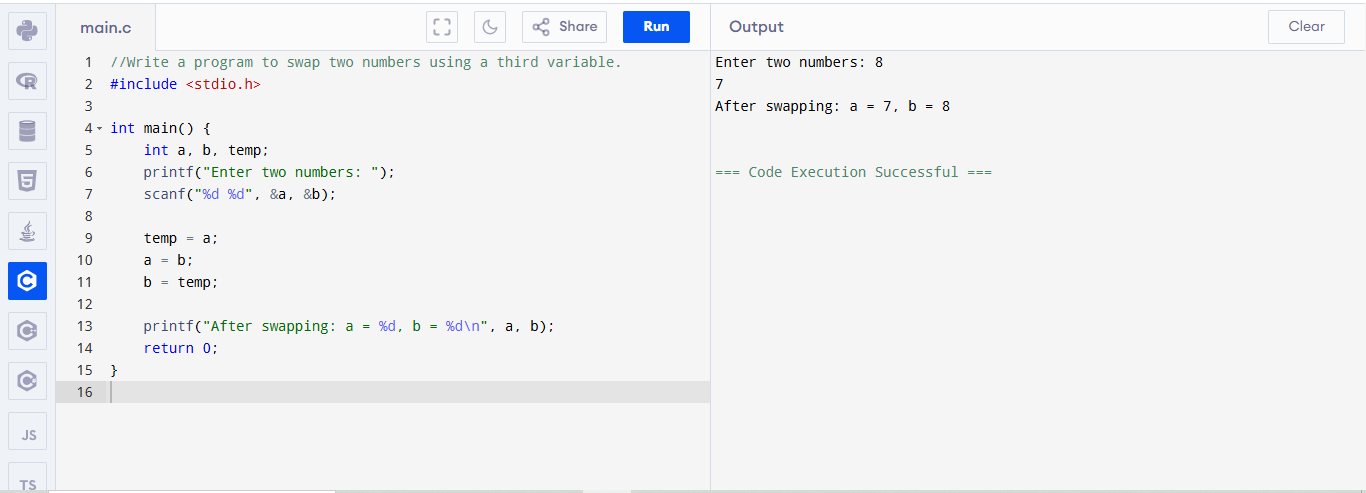 main.c
Share
Run
Output
Clear
1 //Write a program to swap two numbers using a third variable.
2 #include <stdio.h>
3
4 int main() {
5     int a, b, temp;
6     printf("Enter two numbers: ");
7     scanf("%d %d", &a, &b);
8
9     temp = a;
10     a = b;
11     b = temp;
12
13     printf("After swapping: a = %d, b = %d\n", a, b);
14     return 0;
15 }
16
Enter two numbers: 8
7
After swapping: a = 7, b = 8
=== Code Execution Successful ===
R
5
C
C
C
JS
TS